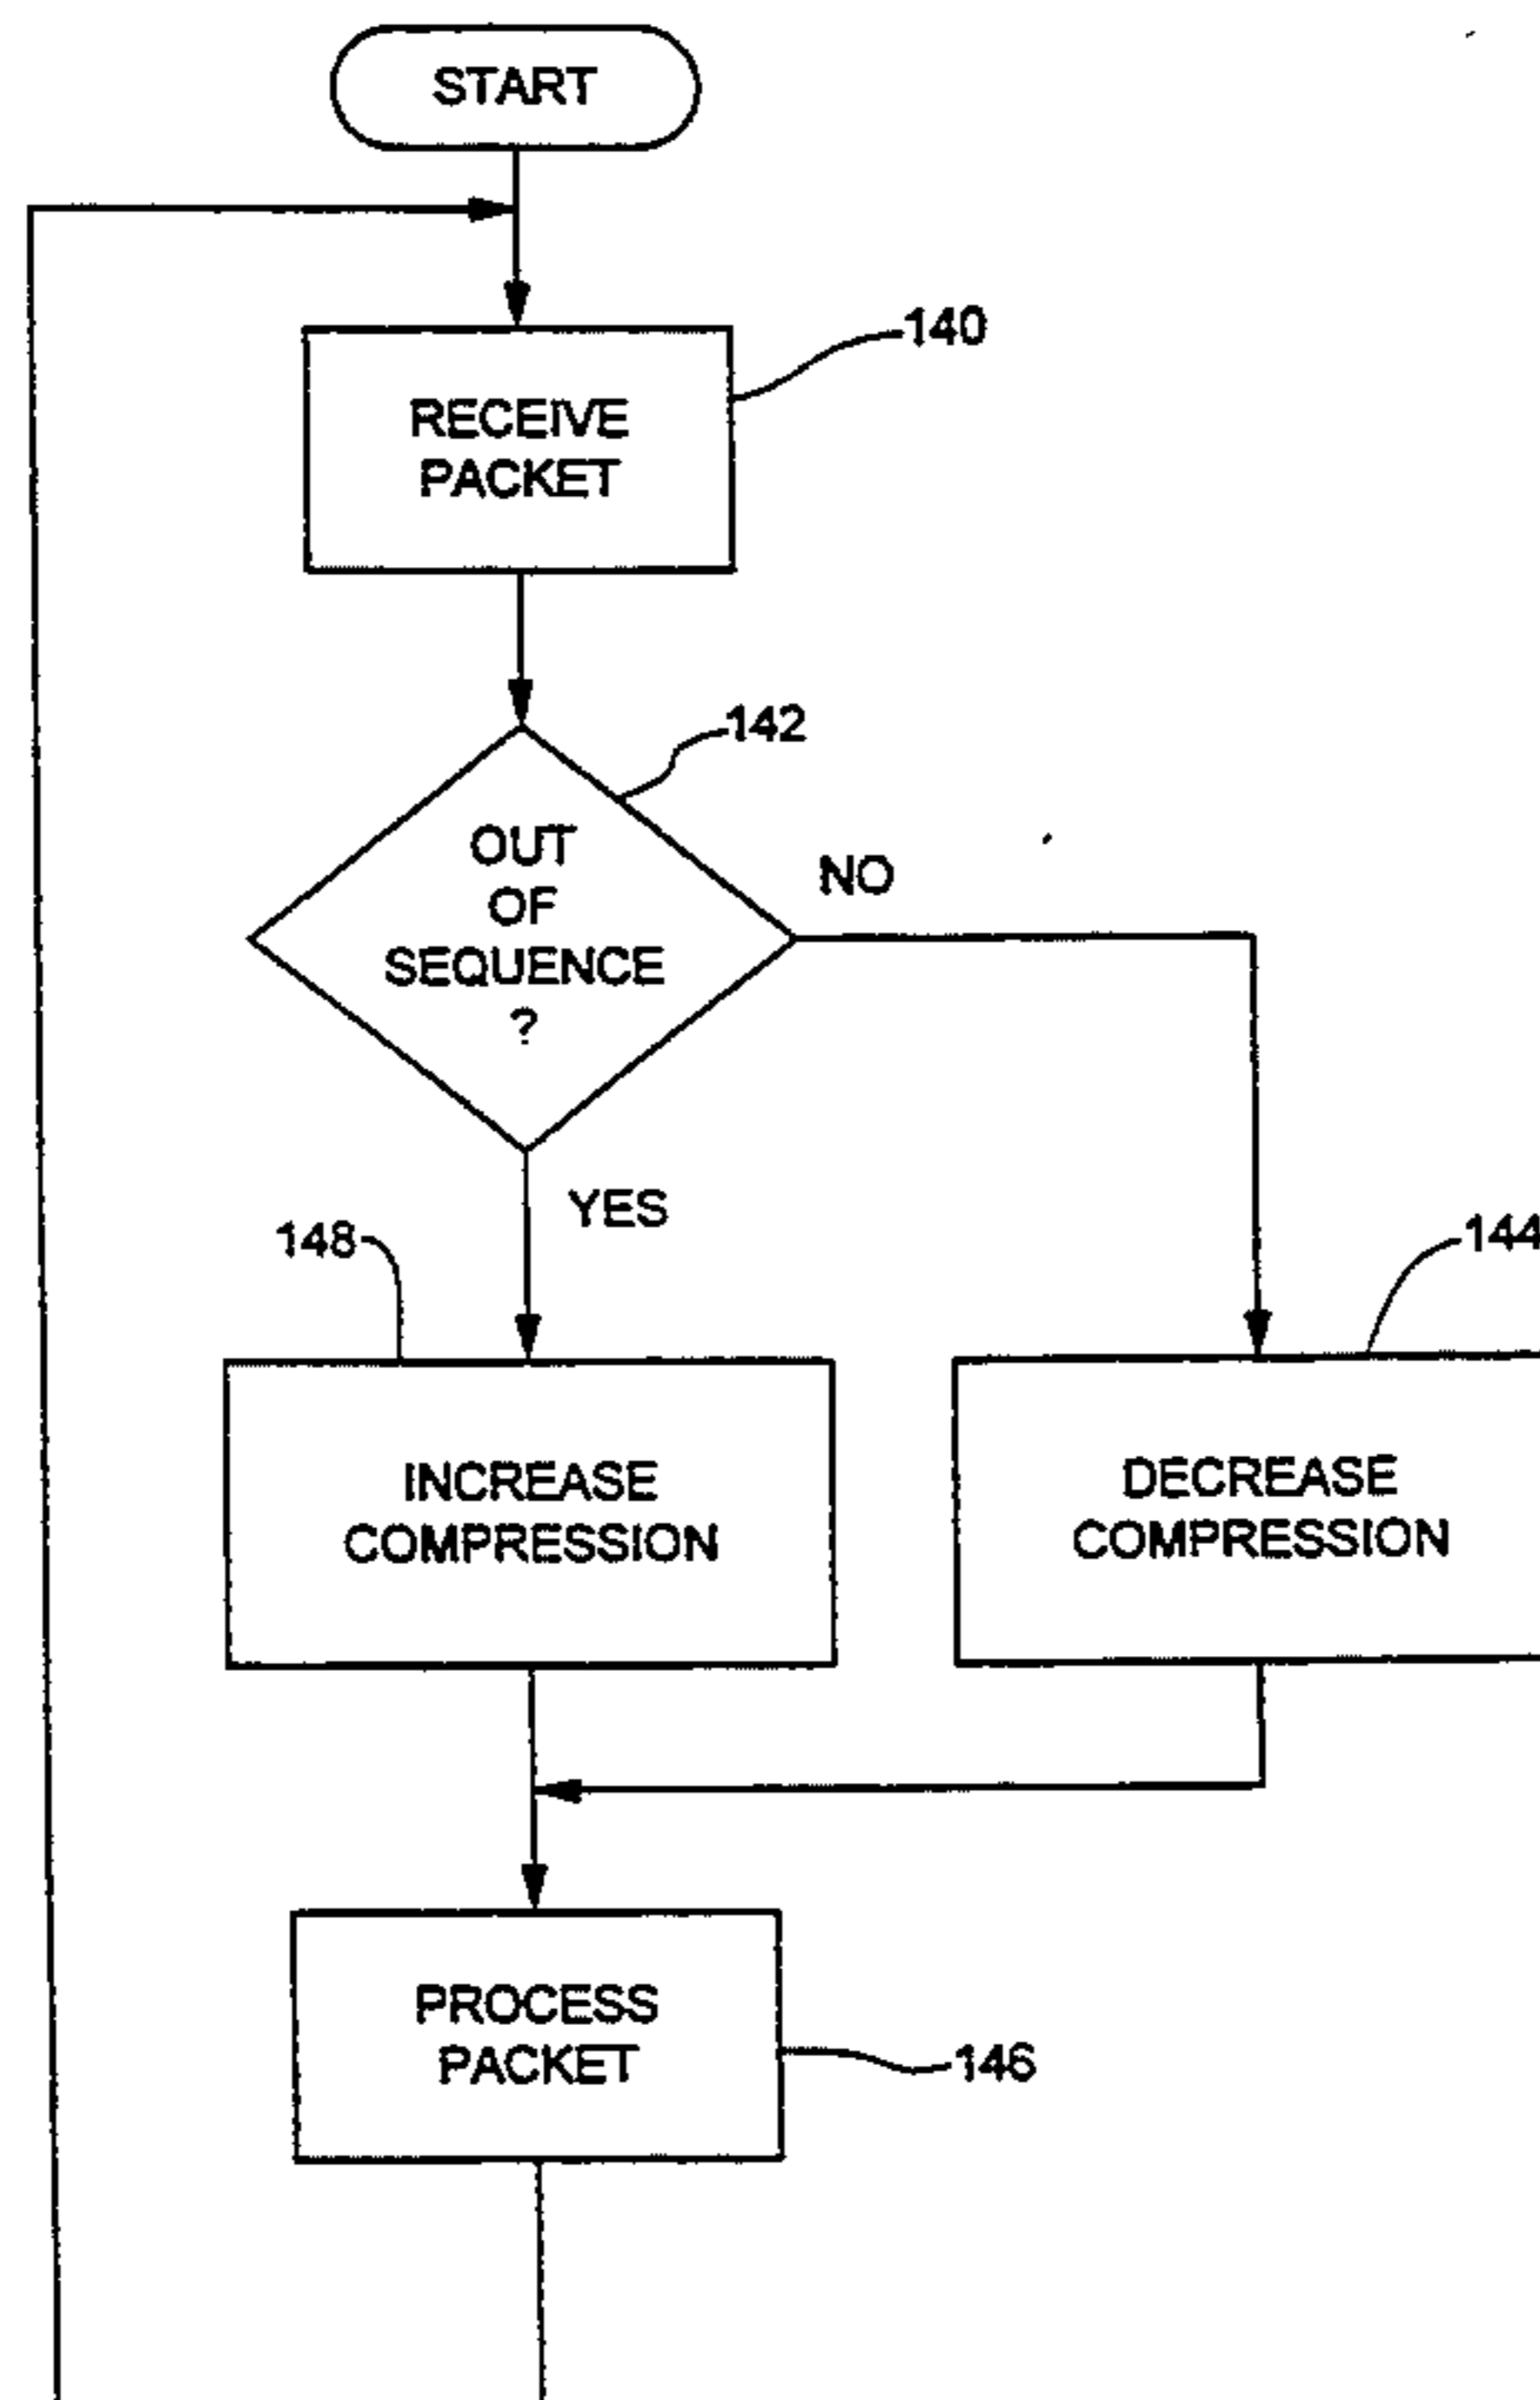 START
140
RECEIVE
PACKET
142
OUT
OF
SEQUENCE
?
NO
YES
148
144
INCREASE
COMPRESSION
DECREASE
COMPRESSION
PROCESS
PACKET
146